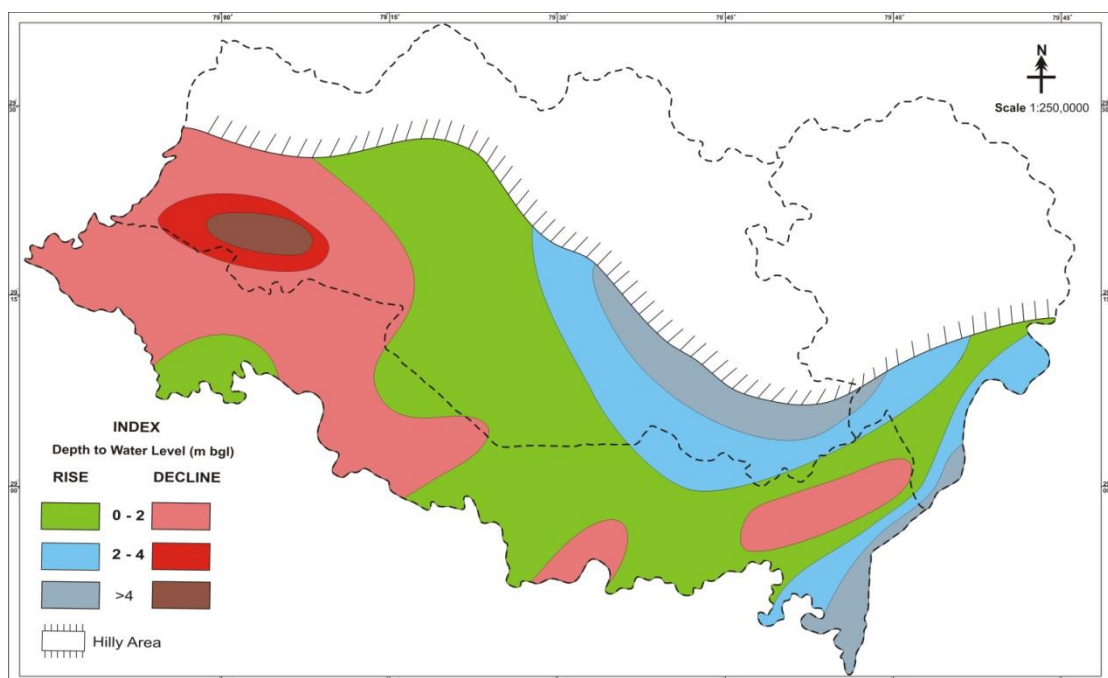 79°15' 79°30' 79°45' 79°45' 79°45'
N
Scale 1:250,0000
INDEX
Depth to Water Level (m bgl)
RISE DECLINE
0 - 2
2 - 4
>4
Hilly Area